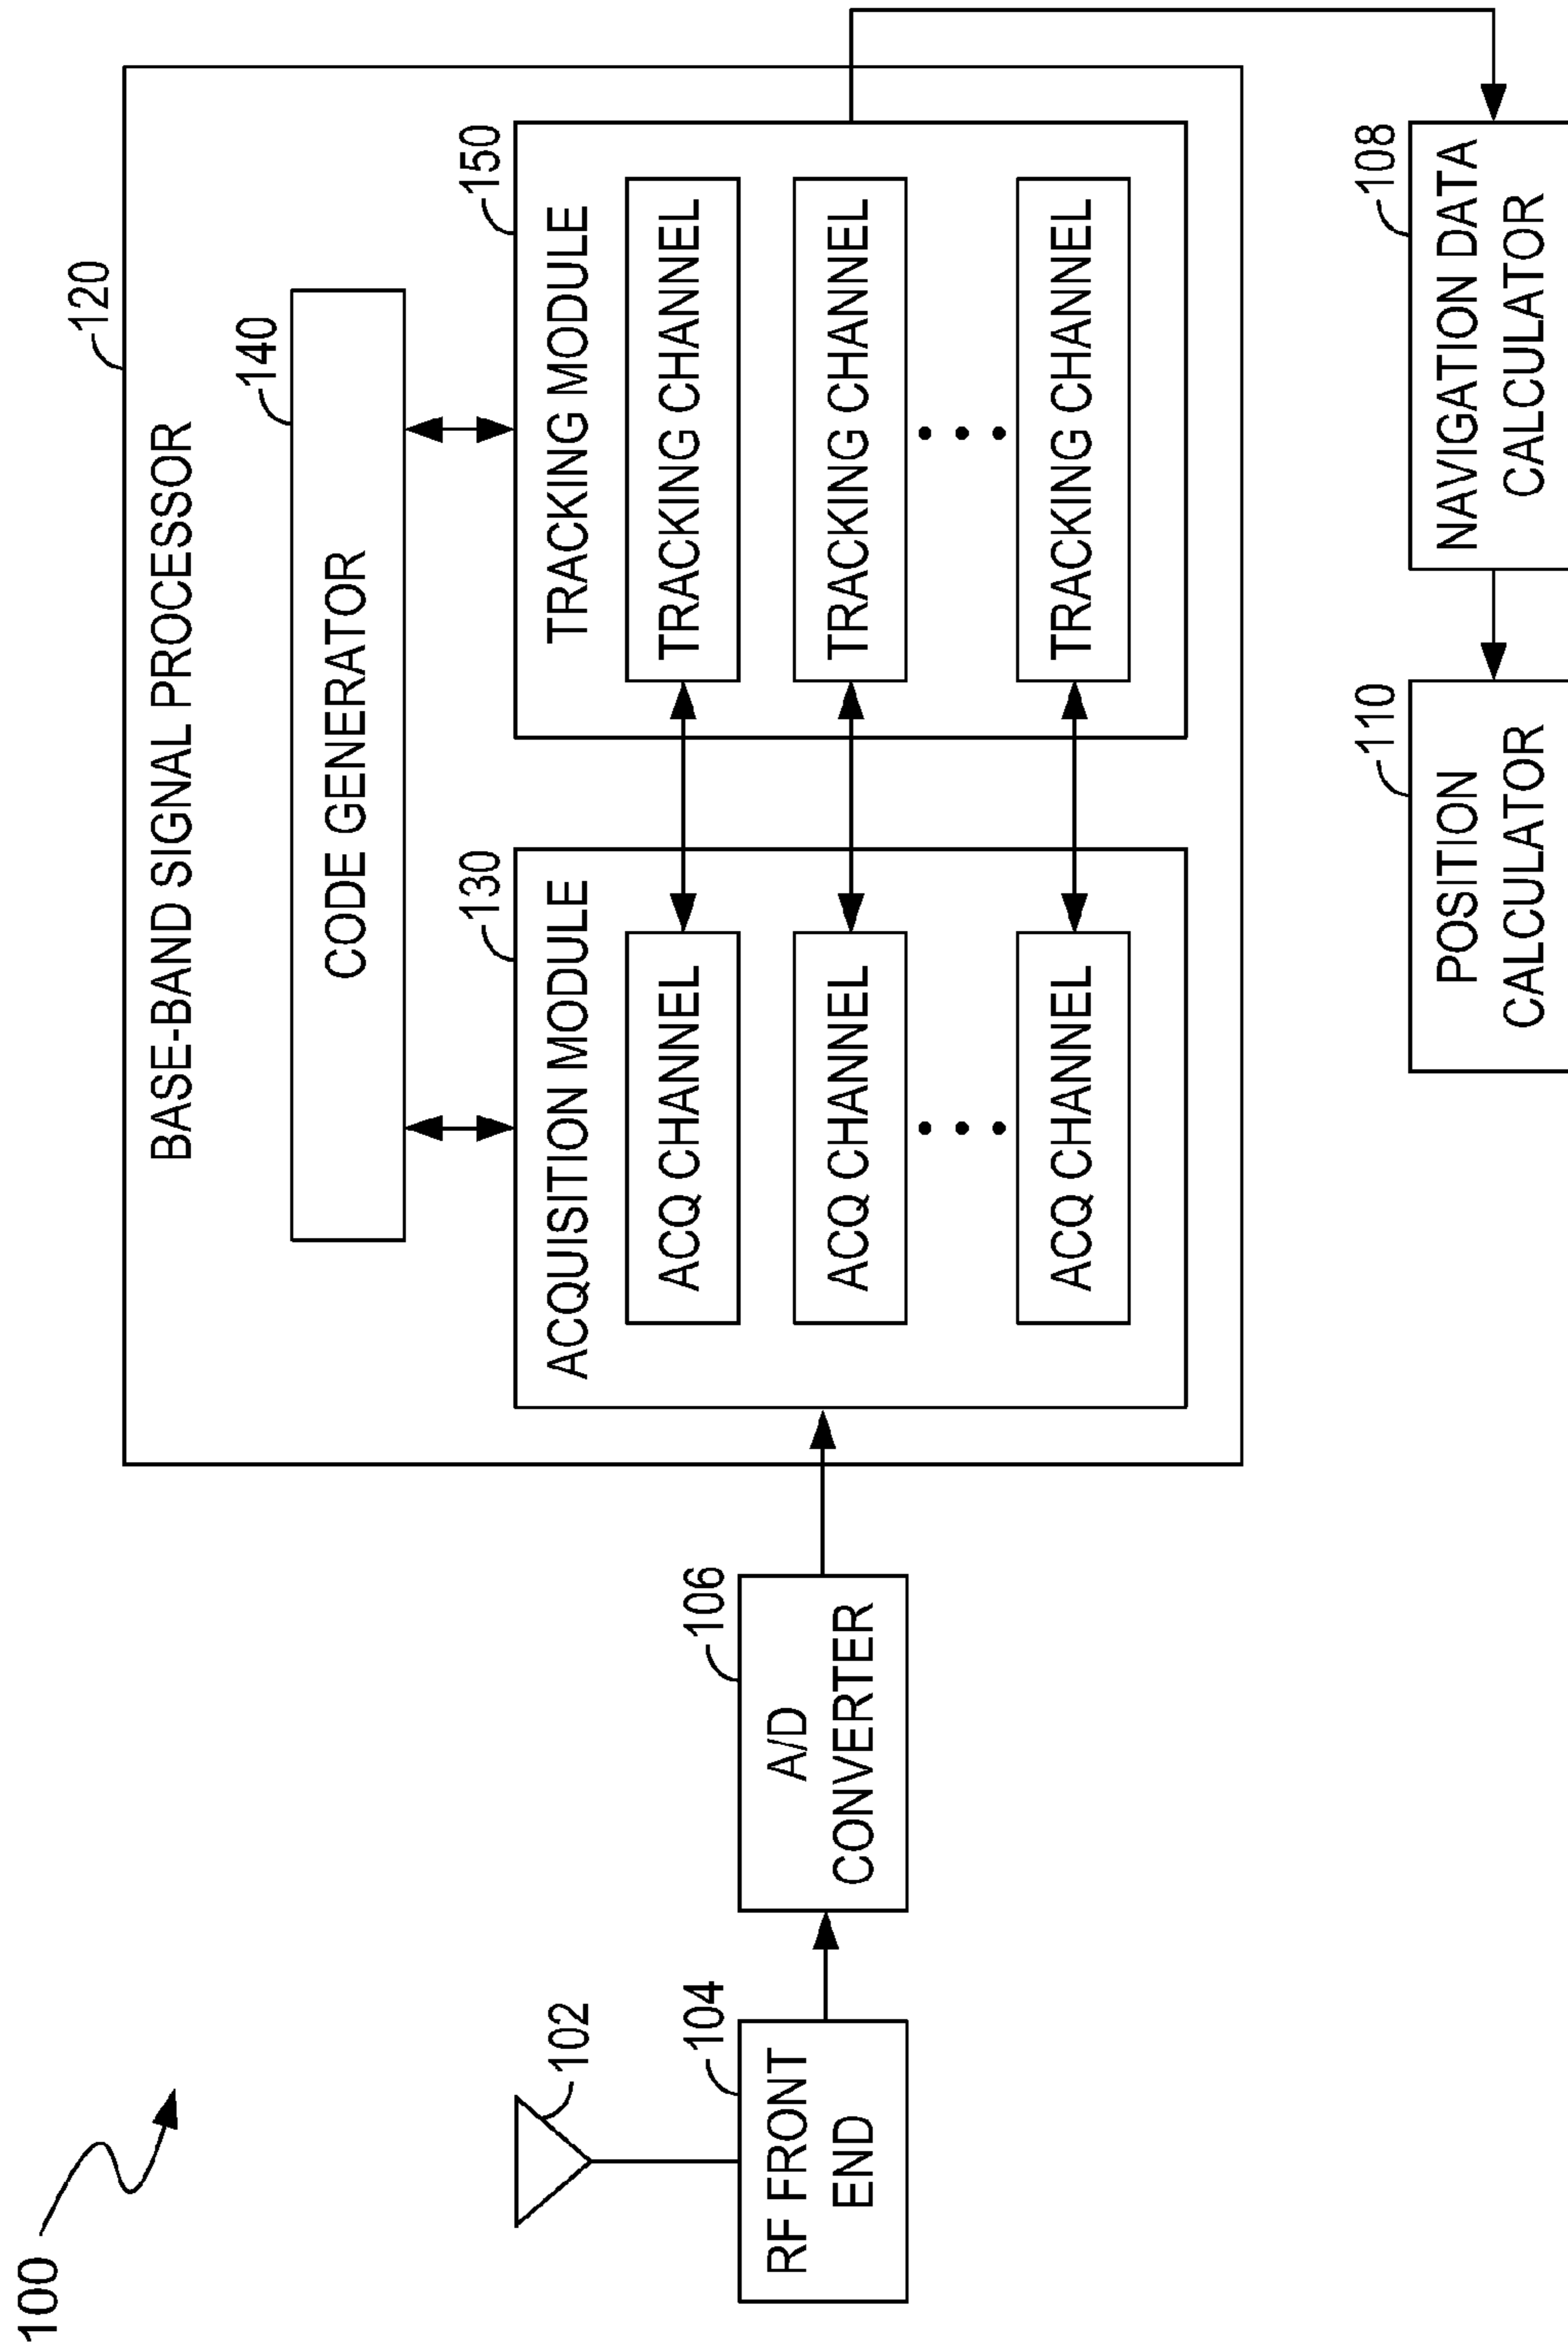 100
102
104
RF FRONT
END
106
A/D
CONVERTER
120
BASE-BAND SIGNAL PROCESSOR
140
CODE GENERATOR
130
ACQUISITION MODULE
ACQ CHANNEL
ACQ CHANNEL
ACQ CHANNEL
150
TRACKING MODULE
TRACKING CHANNEL
TRACKING CHANNEL
TRACKING CHANNEL
110
POSITION
CALCULATOR
108
NAVIGATION DATA
CALCULATOR